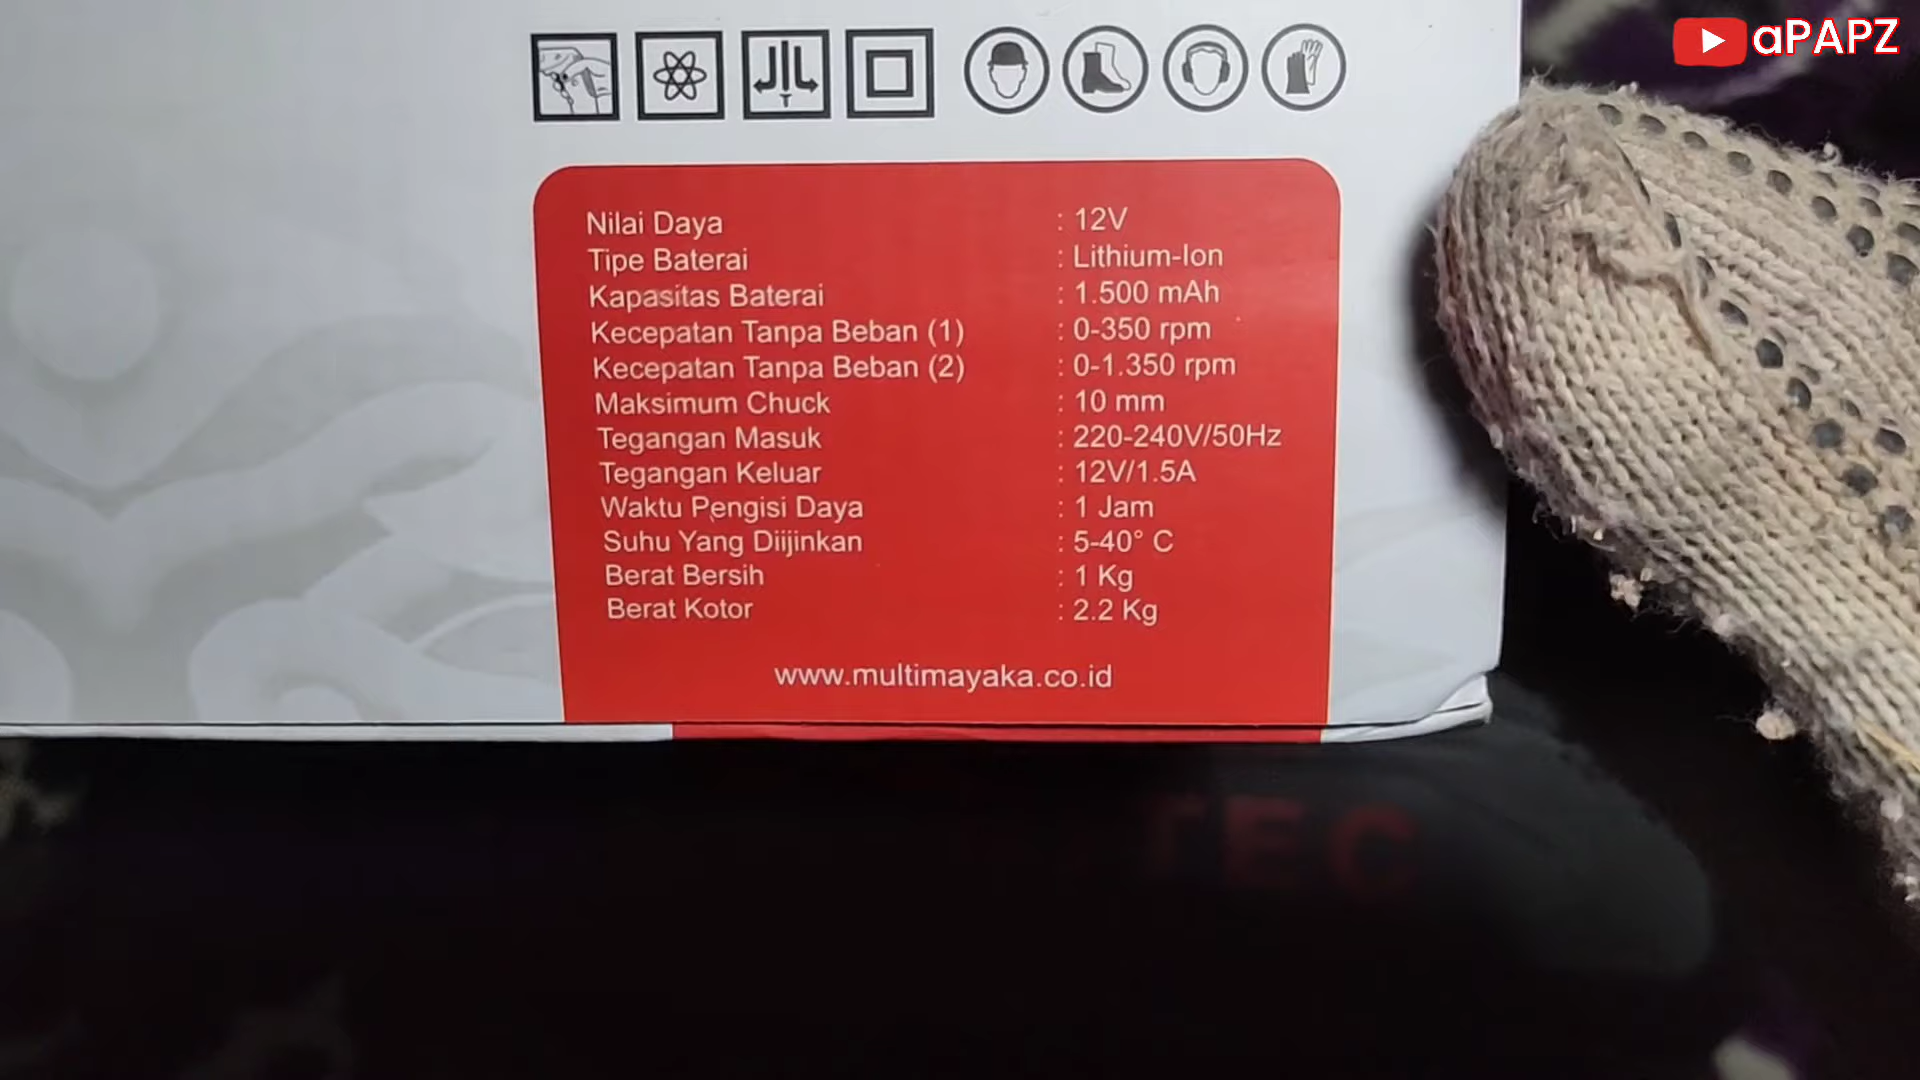 aPAPZ
Nilai Daya : 12V
Tipe Baterai : Lithium-Ion
Kapasitas Baterai : 1.500 mAh
Kecepatan Tanpa Beban (1) : 0-350 rpm
Kecepatan Tanpa Beban (2) : 0-1.350 rpm
Maksimum Chuck : 10 mm
Tegangan Masuk : 220-240V/50Hz
Tegangan Keluar : 12V/1.5A
Waktu Pengisi Daya : 1 Jam
Suhu Yang Diijinkan : 5-40° C
Berat Bersih : 1 Kg
Berat Kotor : 2.2 Kg
www.multimayaka.co.id
TEC